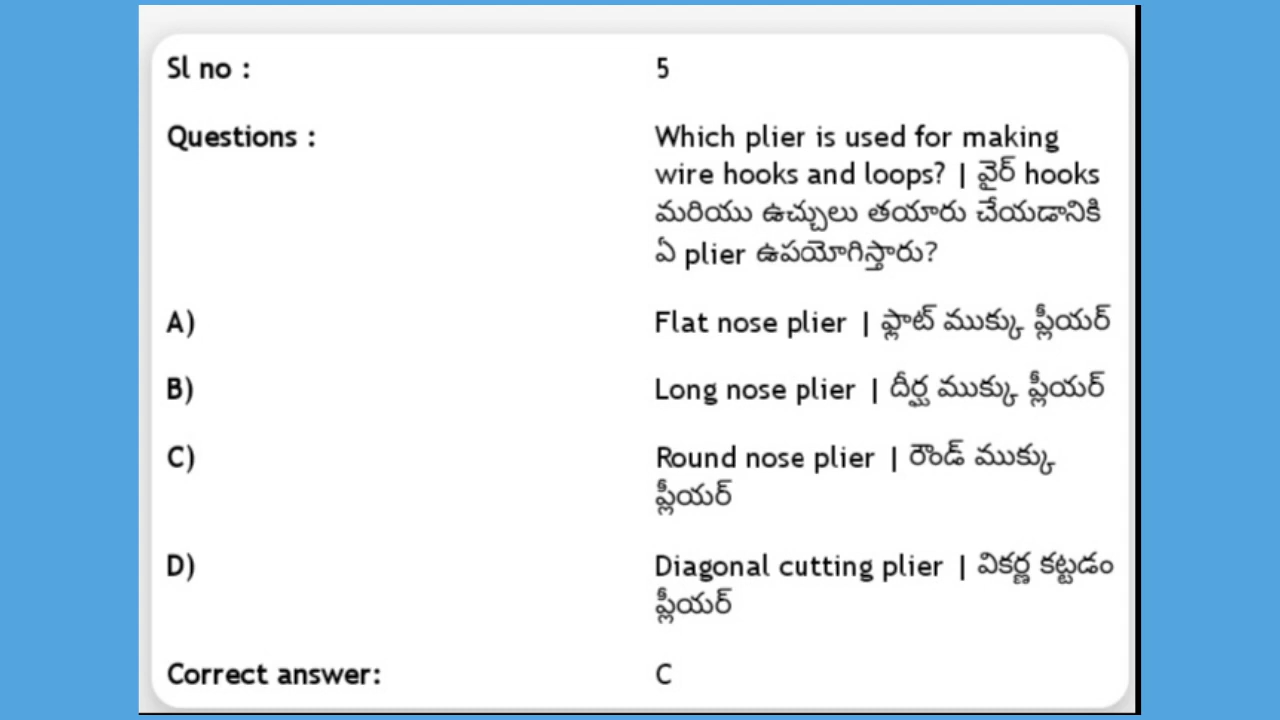 Sl no : 5
Questions : Which plier is used for making
wire hooks and loops? | వైర్ hooks
మరియు ఉచ్చులు తయారు చేయడానికి
ఏ plier ఉపయోగిస్తారు?
A) Flat nose plier | ఫ్లాట్ ముక్కు ప్లీయర్
B) Long nose plier | దీర్ఘ ముక్కు ప్లీయర్
C) Round nose plier | రౌండ్ ముక్కు
ప్లీయర్
D) Diagonal cutting plier | వికర్ణ కట్టడం
ప్లీయర్
Correct answer: C